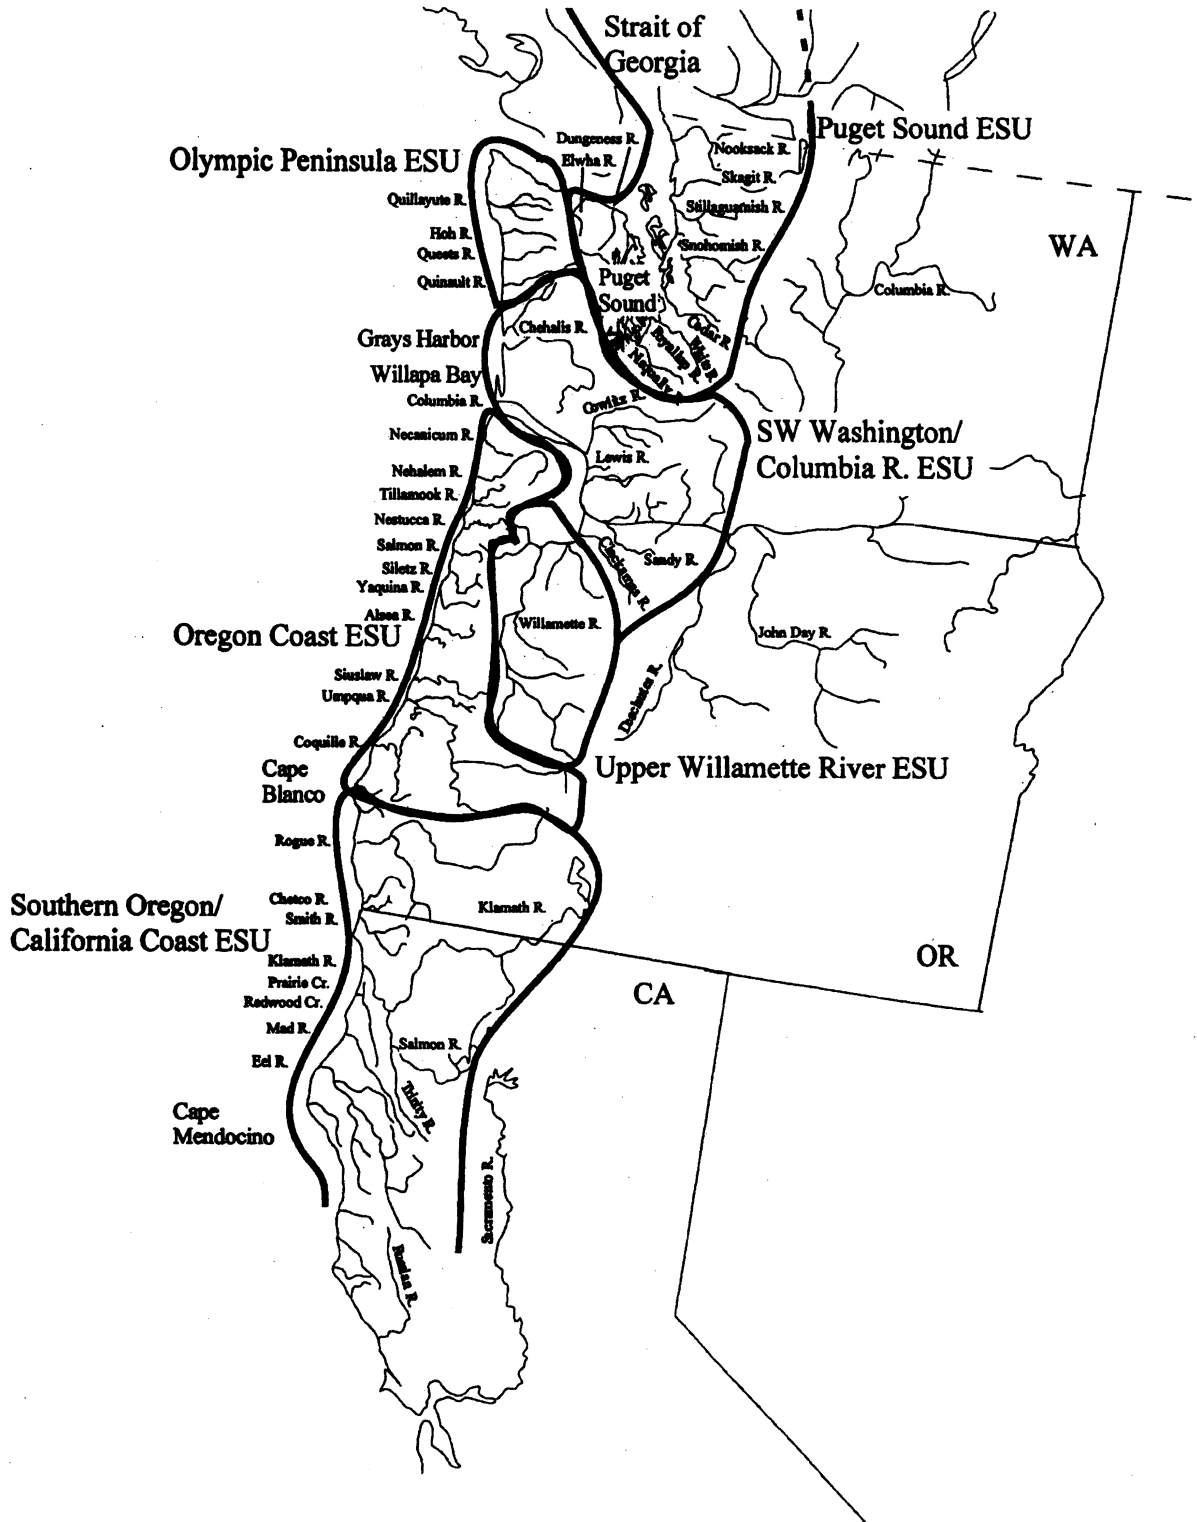 Strait of
Georgia
Puget Sound ESU
Dungeness R.
Elwha R.
Nooksack R.
Olympic Peninsula ESU
Skagit R.
Quillayute R.
Stillaguamish R.
Hoh R.
Snohomish R.
WA
Queets R.
Quinault R.
Puget
Sound
Columbia R.
Chehalis R.
Cedar R.
Grays Harbor
Puyallup R.
White R.
Nisqually R.
Willapa Bay
Columbia R.
Cowlitz R.
Necanicum R.
SW Washington/
Columbia R. ESU
Lewis R.
Nehalem R.
Tillamook R.
Nestucca R.
Salmon R.
Clackamas R.
Sandy R.
Siletz R.
Yaquina R.
Alsea R.
Willamette R.
John Day R.
Oregon Coast ESU
Siuslaw R.
Umpqua R.
Deschutes R.
Coquille R.
Cape
Blanco
Upper Willamette River ESU
Rogue R.
Chetco R.
Smith R.
Klamath R.
Southern Oregon/
California Coast ESU
OR
Klamath R.
Prairie Cr.
Redwood Cr.
CA
Mad R.
Salmon R.
Eel R.
Trinity R.
Cape
Mendocino
Sacramento R.
Russian R.